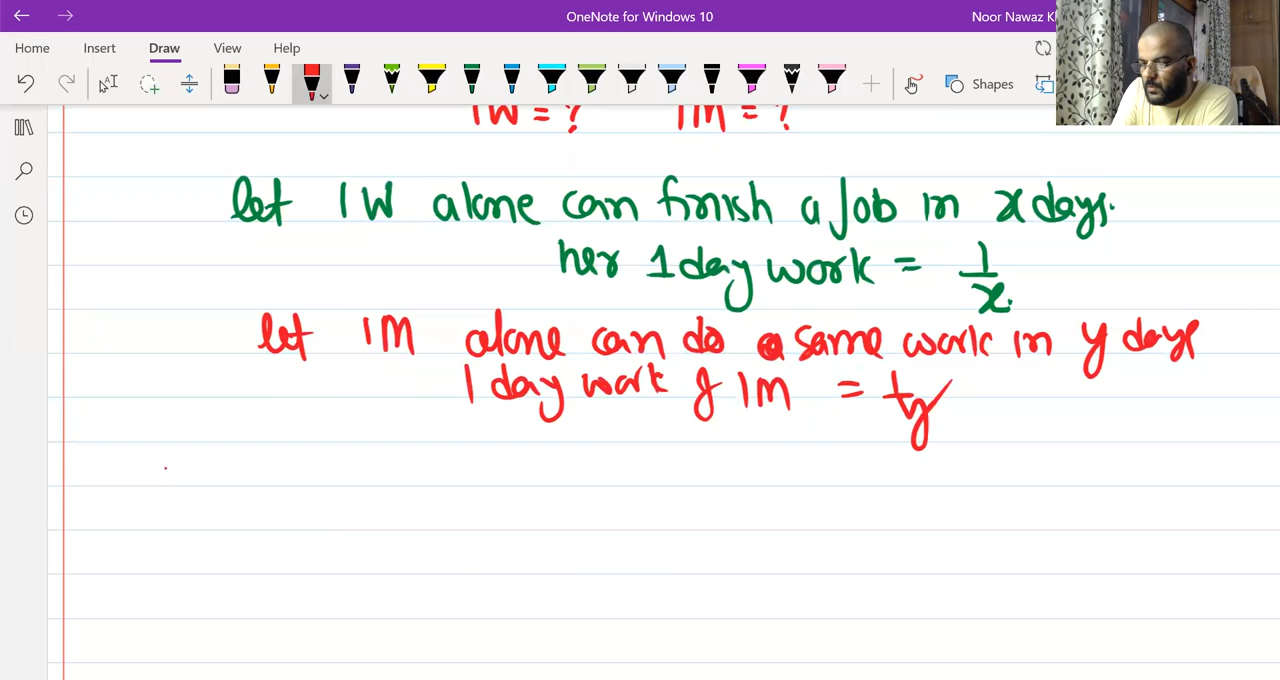 OneNote for Windows 10
Noor Nawaz Kh
Home Insert Draw View Help
Shapes
1W = ? 1M = ?
let 1W alone can finish a Job in x days.
her 1 day work = 1/x.
let 1M alone can do a same work in y days
1 day work of 1M = 1/y